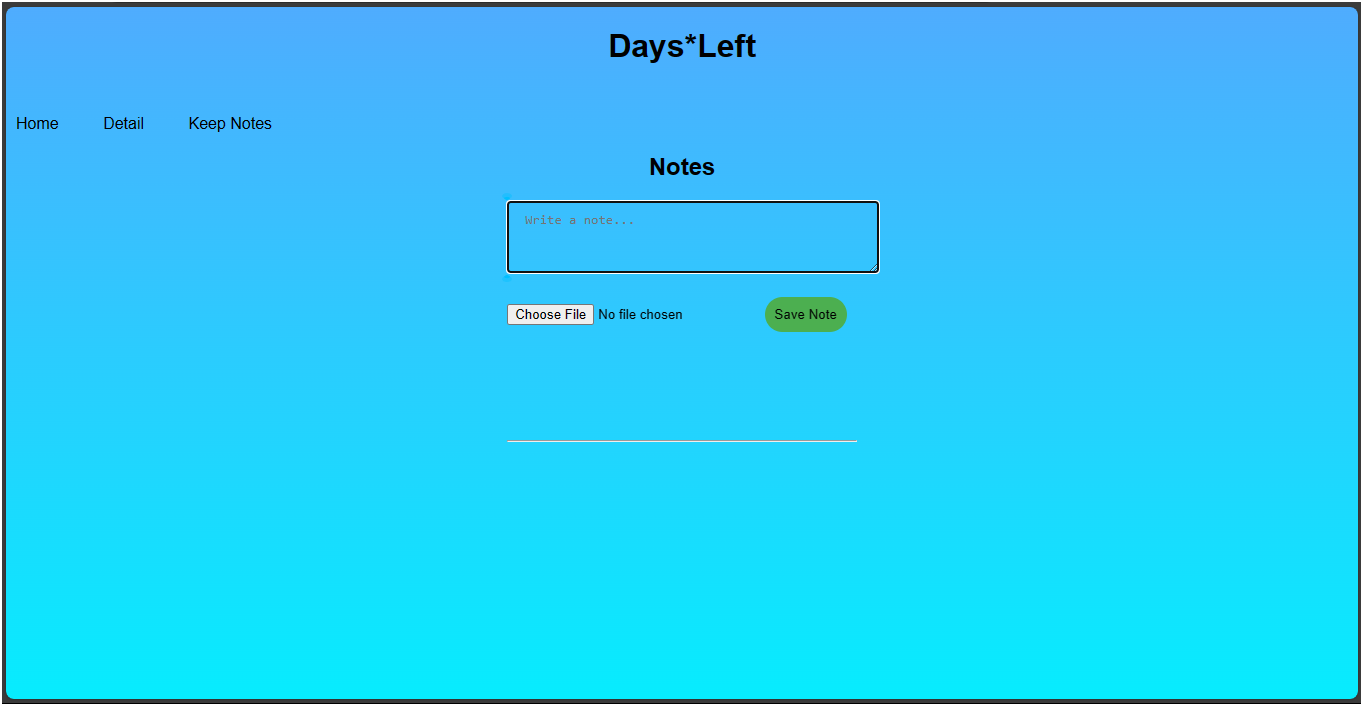 Days*Left
Home Detail Keep Notes
Notes
Write a note...
Choose File No file chosen Save Note